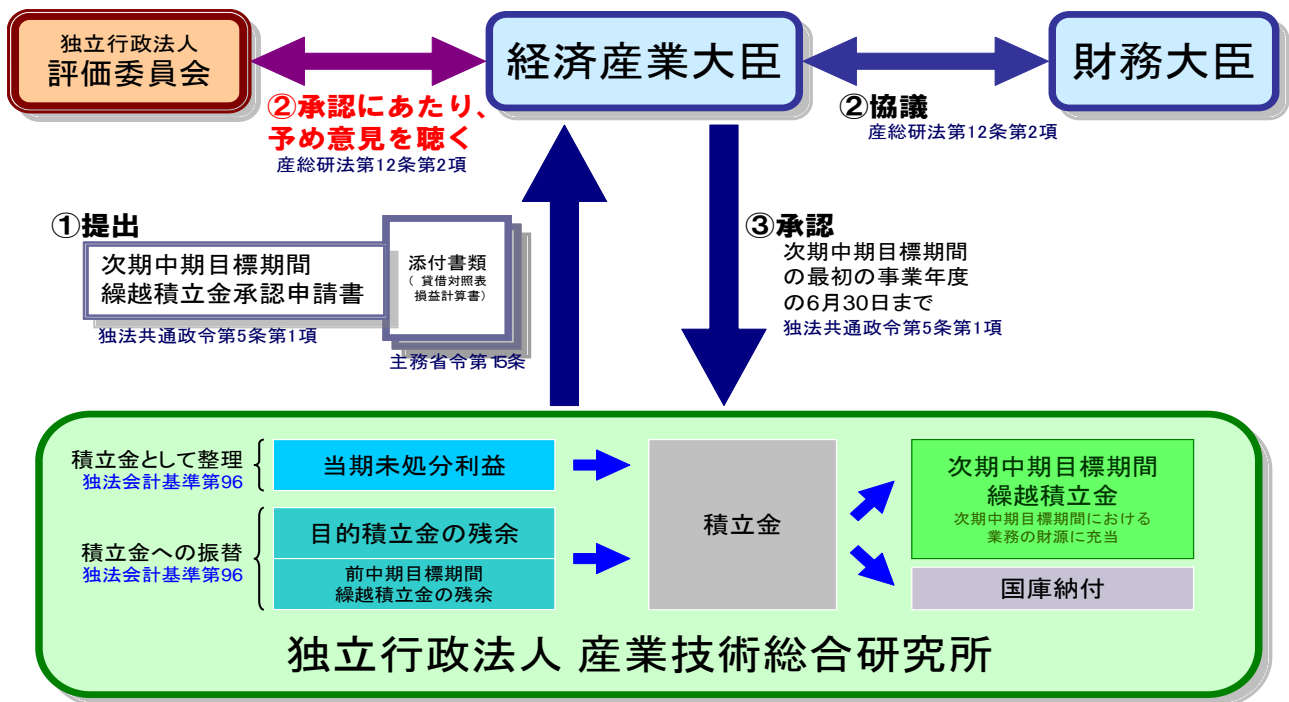 独立行政法人
評価委員会
経済産業大臣
財務大臣
②承認にあたり、
予め意見を聴く
産総研法第12条第2項
②協議
産総研法第12条第2項
①提出
次期中期目標期間
繰越積立金承認申請書
独法共通政令第5条第1項
添付書類
（貸借対照表
損益計算書）
主務省令第15条
③承認
次期中期目標期間
の最初の事業年度
の6月30日まで
独法共通政令第5条第1項
積立金として整理
独法会計基準第96
当期未処分利益
積立金への振替
独法会計基準第96
目的積立金の残余
前中期目標期間
繰越積立金の残余
積立金
次期中期目標期間
繰越積立金
次期中期目標期間における
業務の財源に充当
国庫納付
独立行政法人 産業技術総合研究所